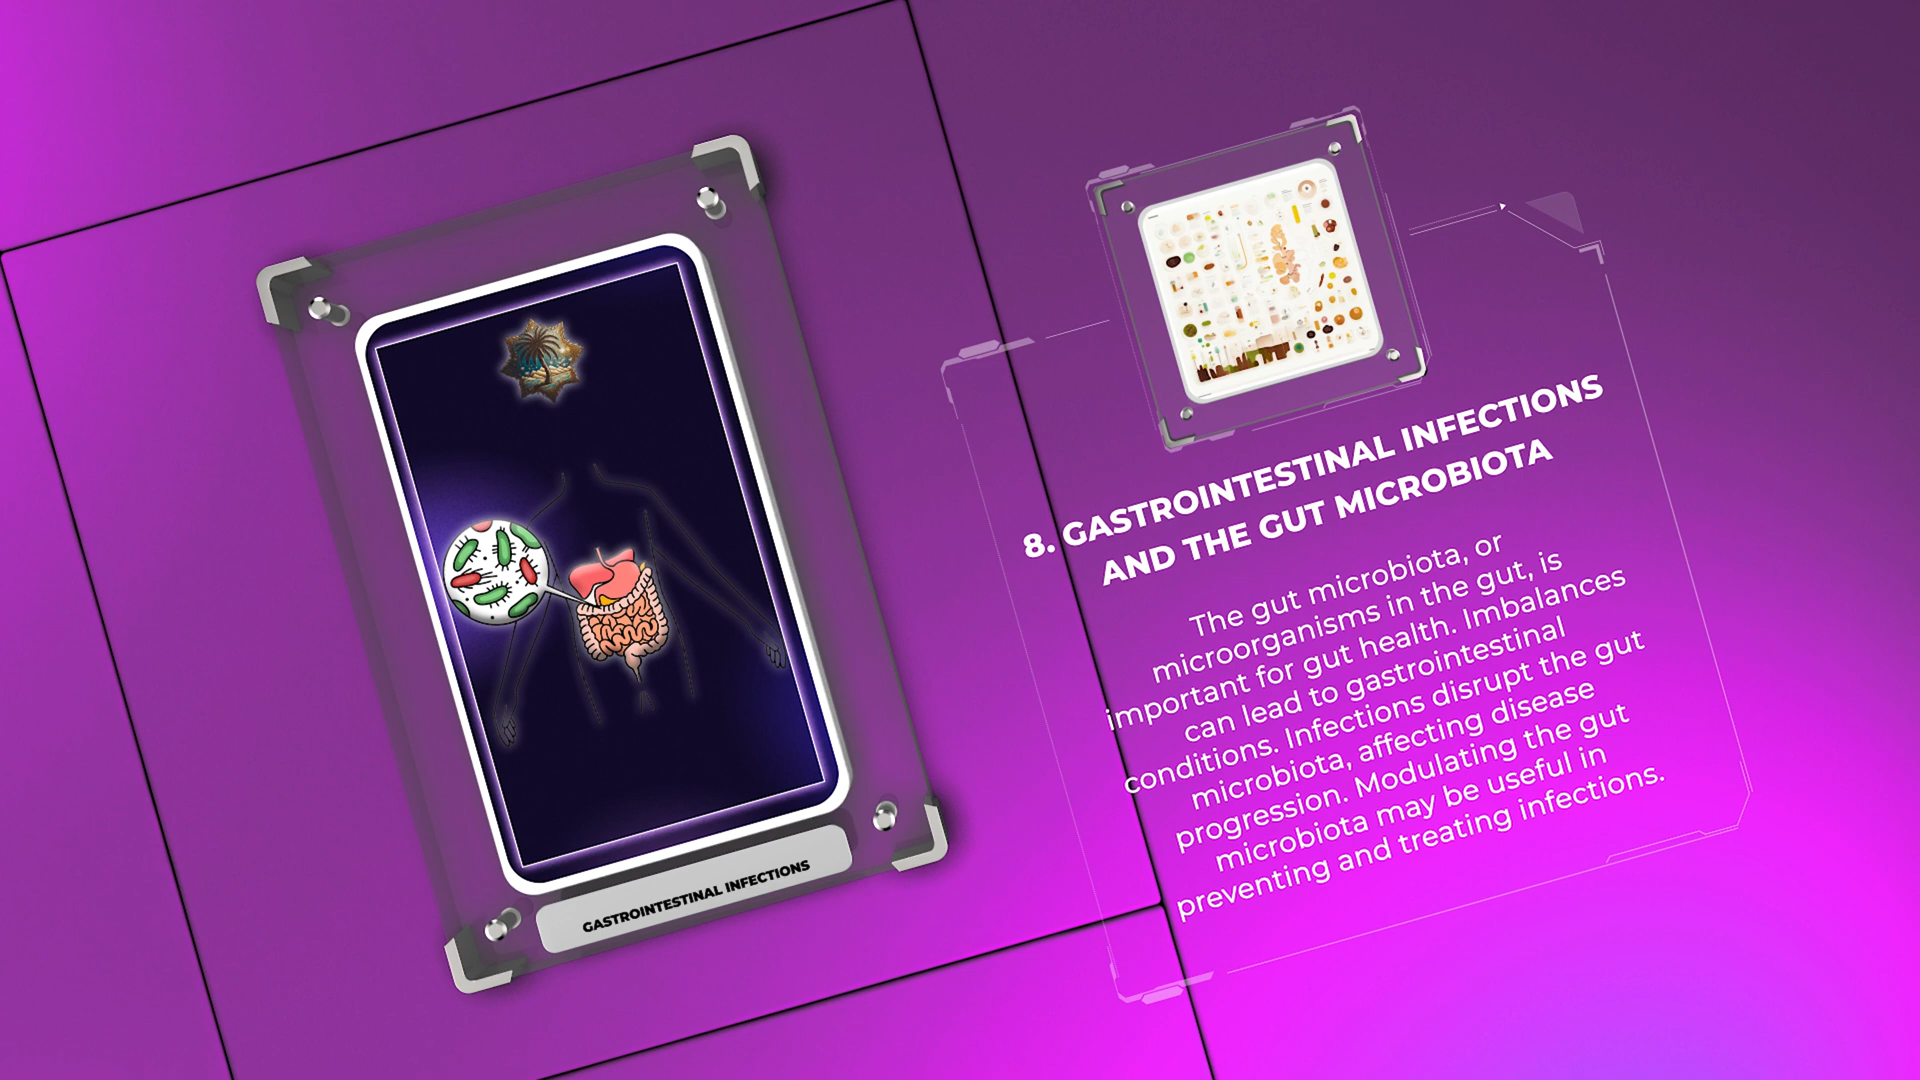 GASTROINTESTINAL INFECTIONS
8. GASTROINTESTINAL INFECTIONS
AND THE GUT MICROBIOTA
The gut microbiota, or
microorganisms in the gut, is
important for gut health. Imbalances
can lead to gastrointestinal
conditions. Infections disrupt the gut
microbiota, affecting disease
progression. Modulating the gut
microbiota may be useful in
preventing and treating infections.